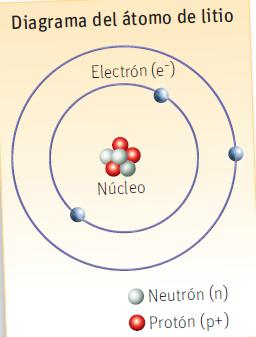 Diagrama del átomo de litio
Electrón (e⁻)
Núcleo
Neutrón (n)
Protón (p+)